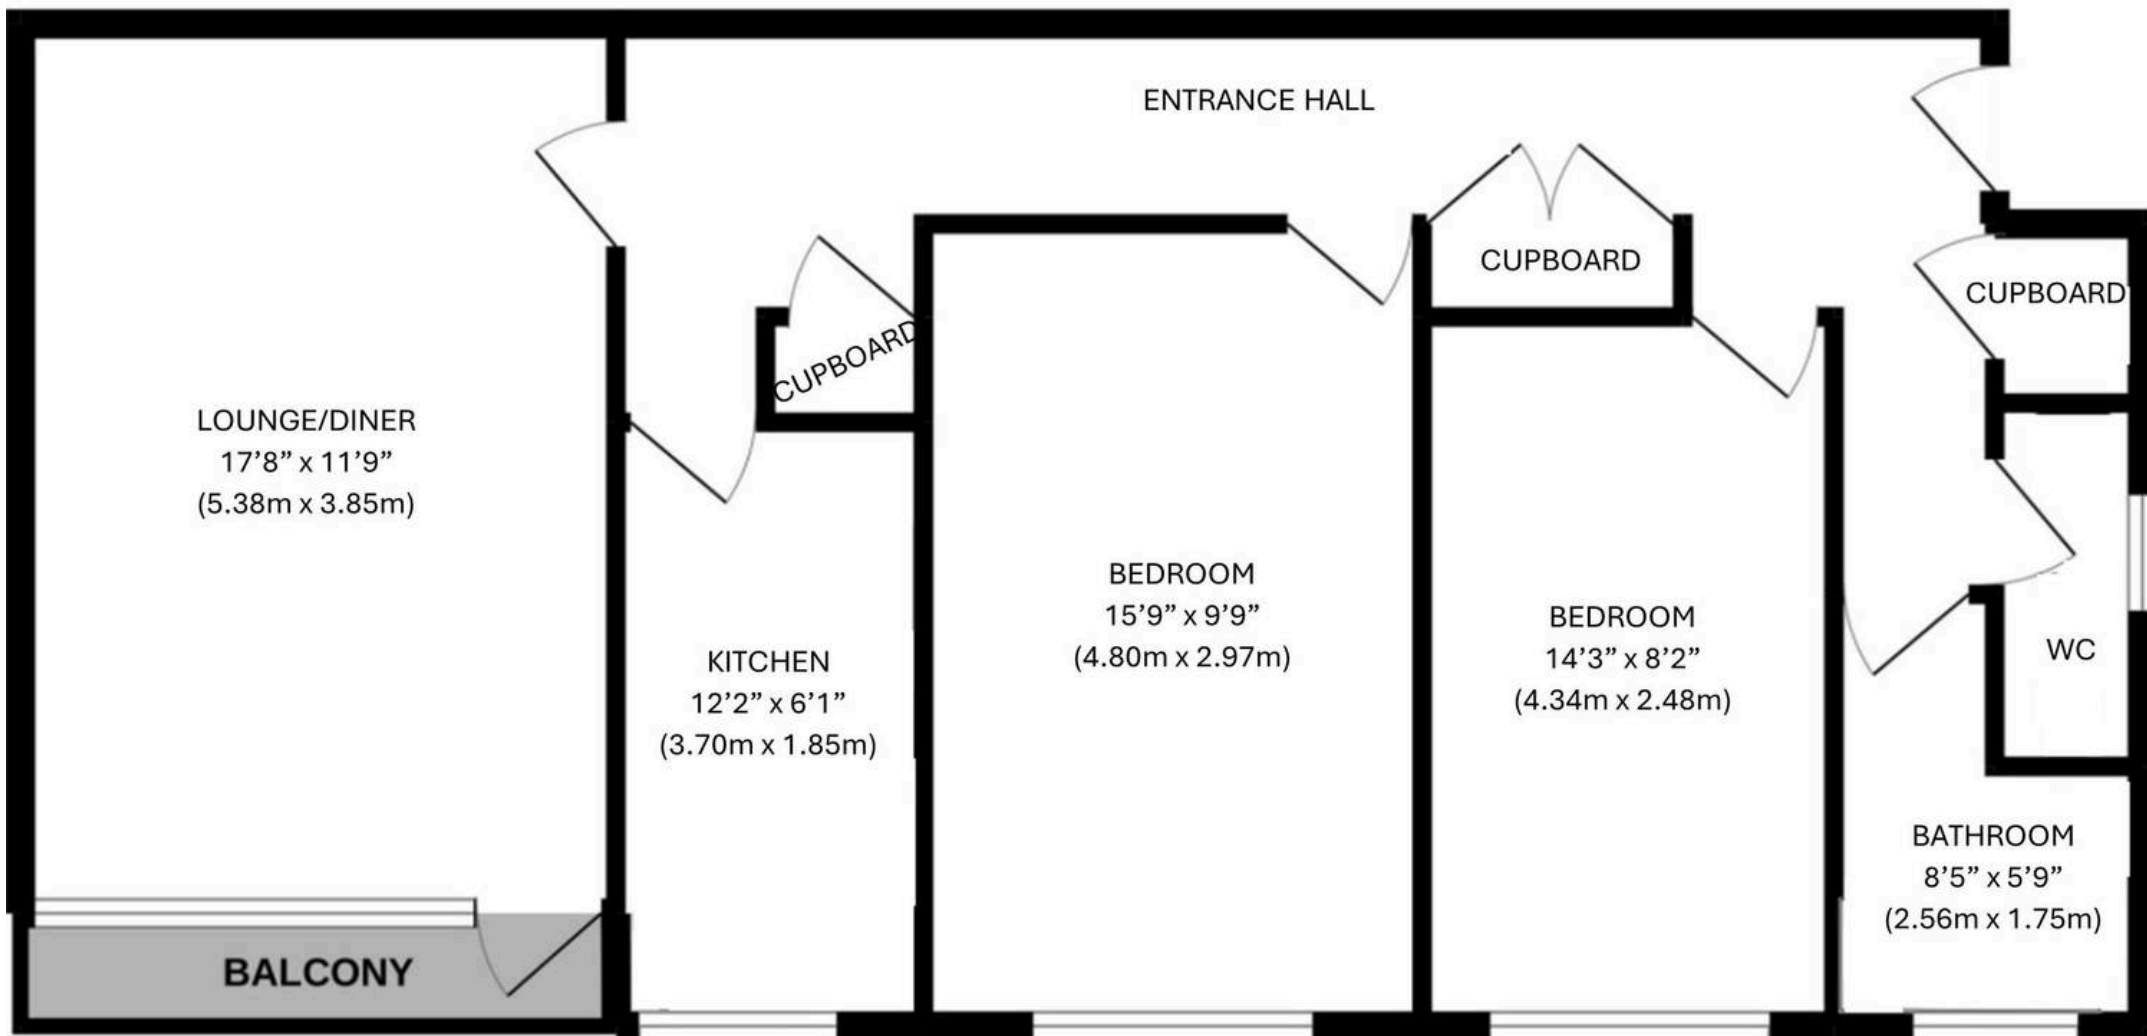 ENTRANCE HALL
CUPBOARD
CUPBOARD
CUPBOARD
LOUNGE/DINER
17’8” x 11’9”
(5.38m x 3.85m)
BEDROOM
15’9” x 9’9”
(4.80m x 2.97m)
BEDROOM
14’3” x 8’2”
(4.34m x 2.48m)
KITCHEN
12’2” x 6’1”
(3.70m x 1.85m)
WC
BATHROOM
8’5” x 5’9”
(2.56m x 1.75m)
BALCONY